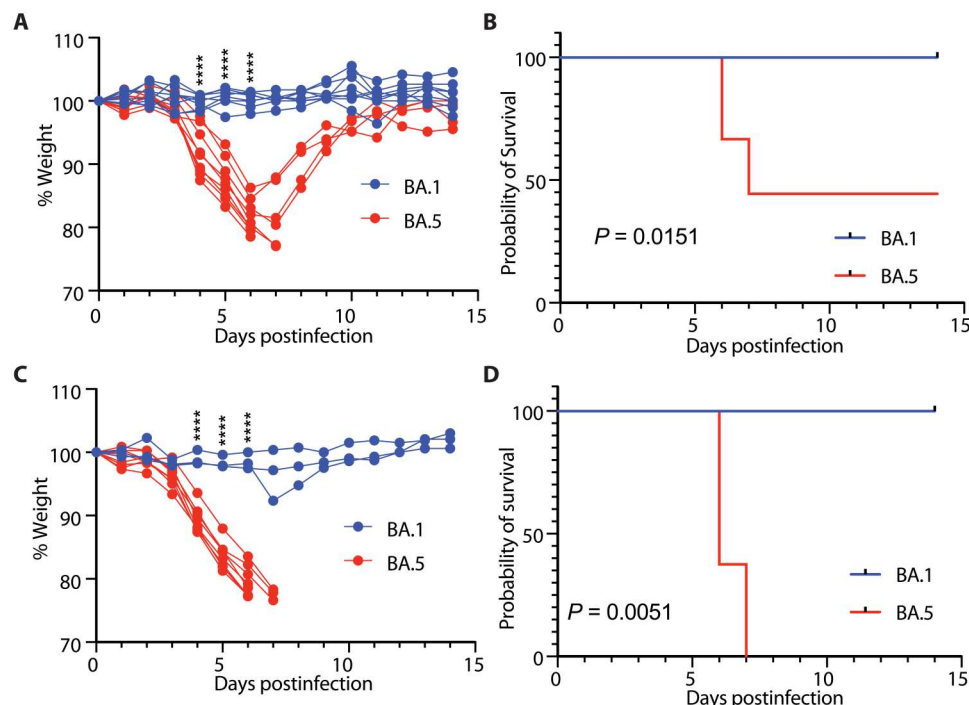 A
110
100
90
80
70
% Weight
****
****
****
BA.1
BA.5
0
5
10
15
Days postinfection
B
100
50
0
Probability of Survival
P = 0.0151
BA.1
BA.5
0
5
10
15
Days postinfection
C
110
100
90
80
70
% Weight
****
****
****
BA.1
BA.5
0
5
10
15
Days postinfection
D
100
50
0
Probability of survival
P = 0.0051
BA.1
BA.5
0
5
10
15
Days postinfection